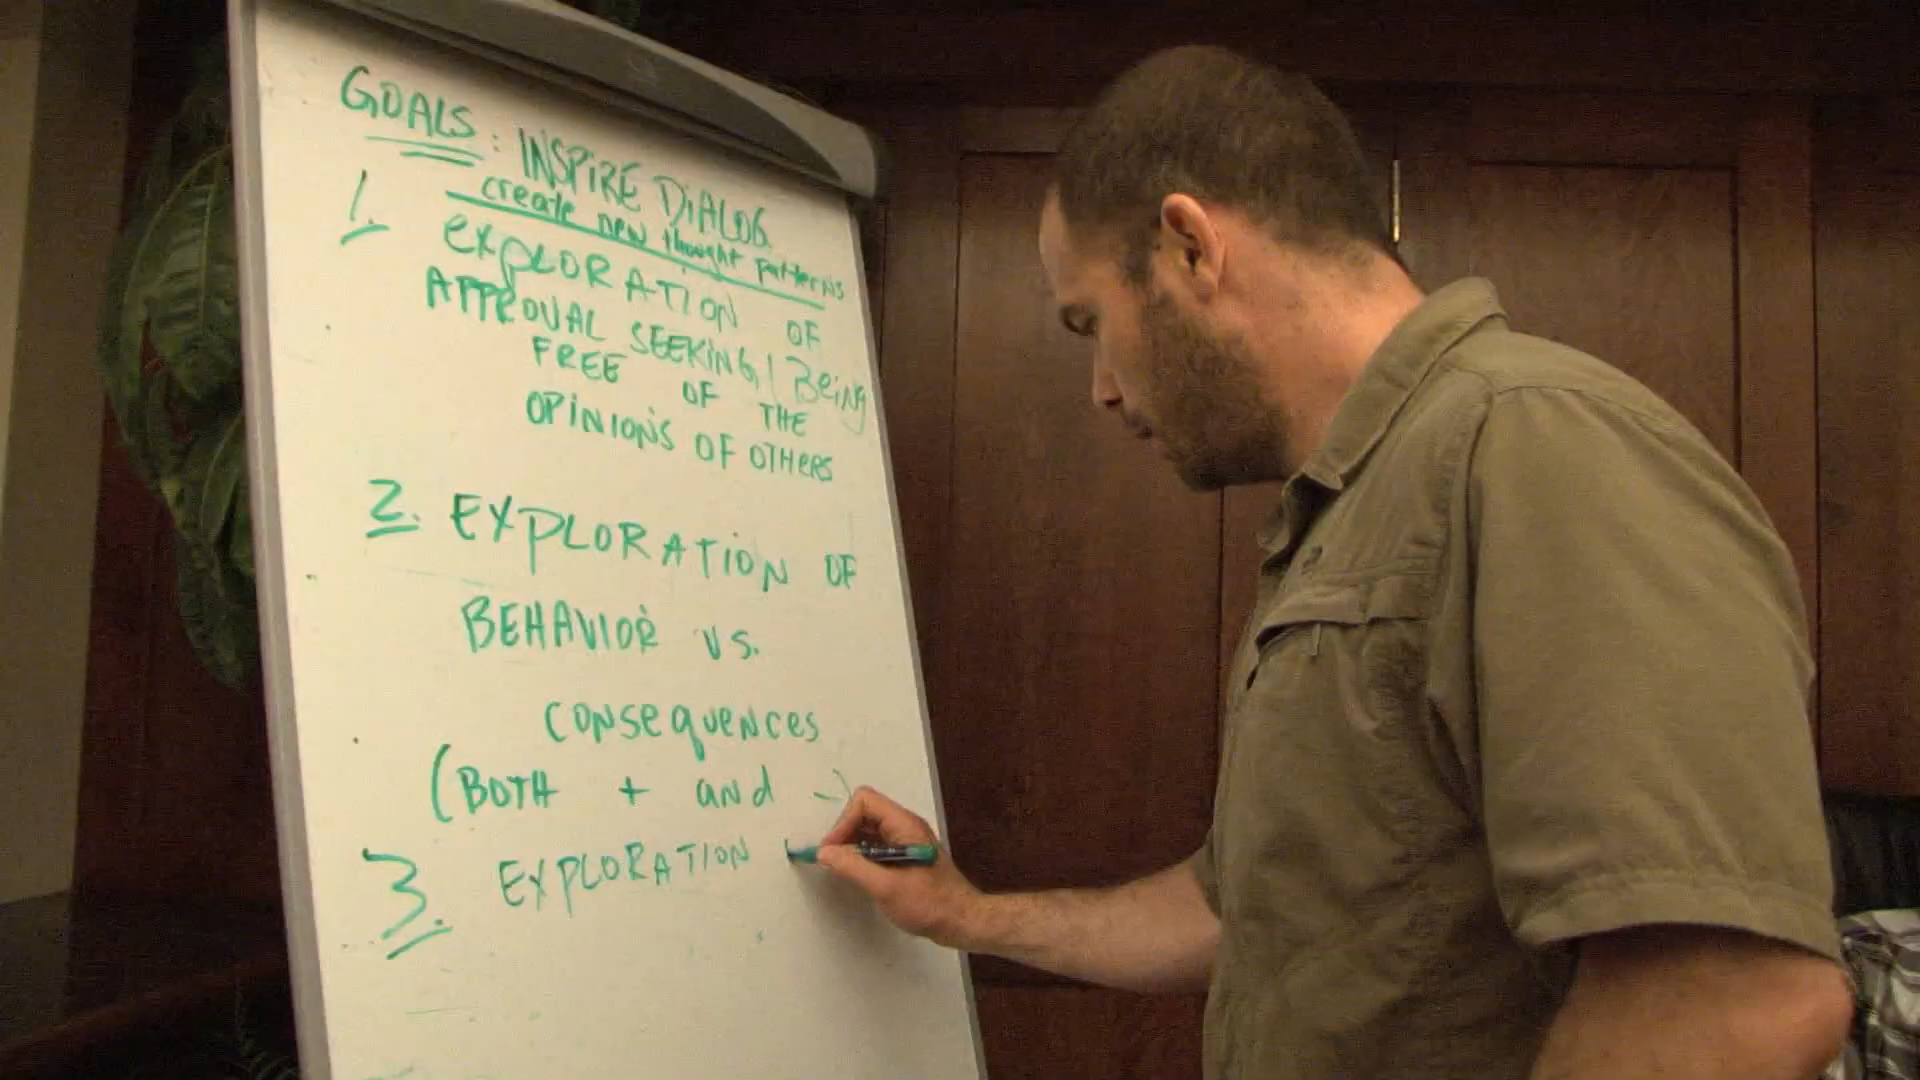 GOALS: INSPIRE DIALOG
create new thought patterns
1. EXPLORATION OF
APPROVAL SEEKING / BEING
FREE OF THE
OPINIONS OF OTHERS
2. EXPLORATION OF
BEHAVIOR VS.
CONSEQUENCES
(BOTH + and -)
3. EXPLORATION